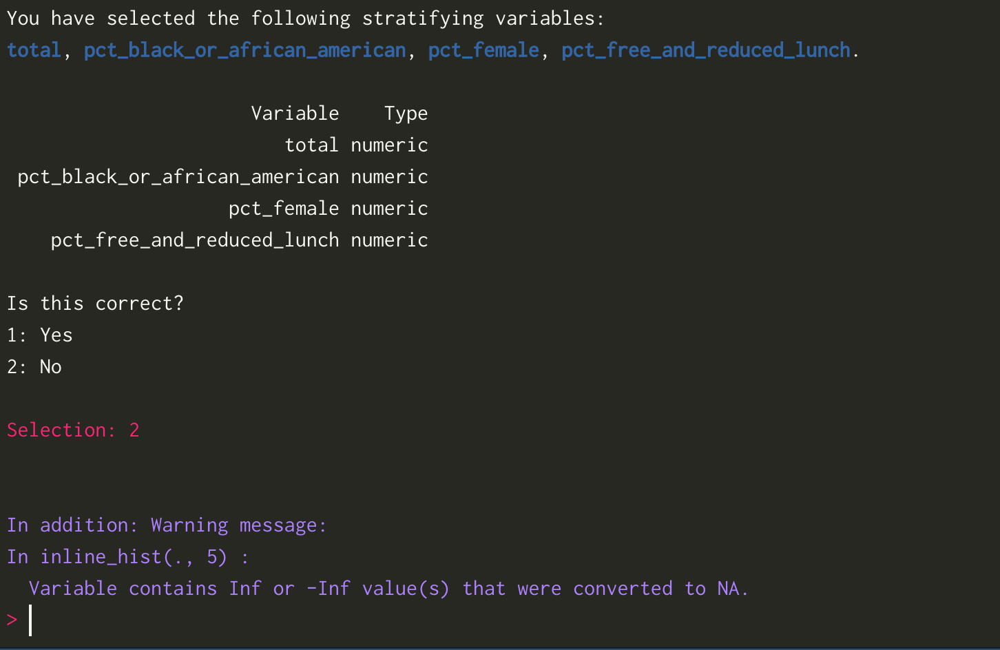 You have selected the following stratifying variables:
total, pct_black_or_african_american, pct_female, pct_free_and_reduced_lunch.
Variable    Type
total numeric
pct_black_or_african_american numeric
pct_female numeric
pct_free_and_reduced_lunch numeric
Is this correct?
1: Yes
2: No
Selection: 2
In addition: Warning message:
In inline_hist(., 5) :
  Variable contains Inf or -Inf value(s) that were converted to NA.
>